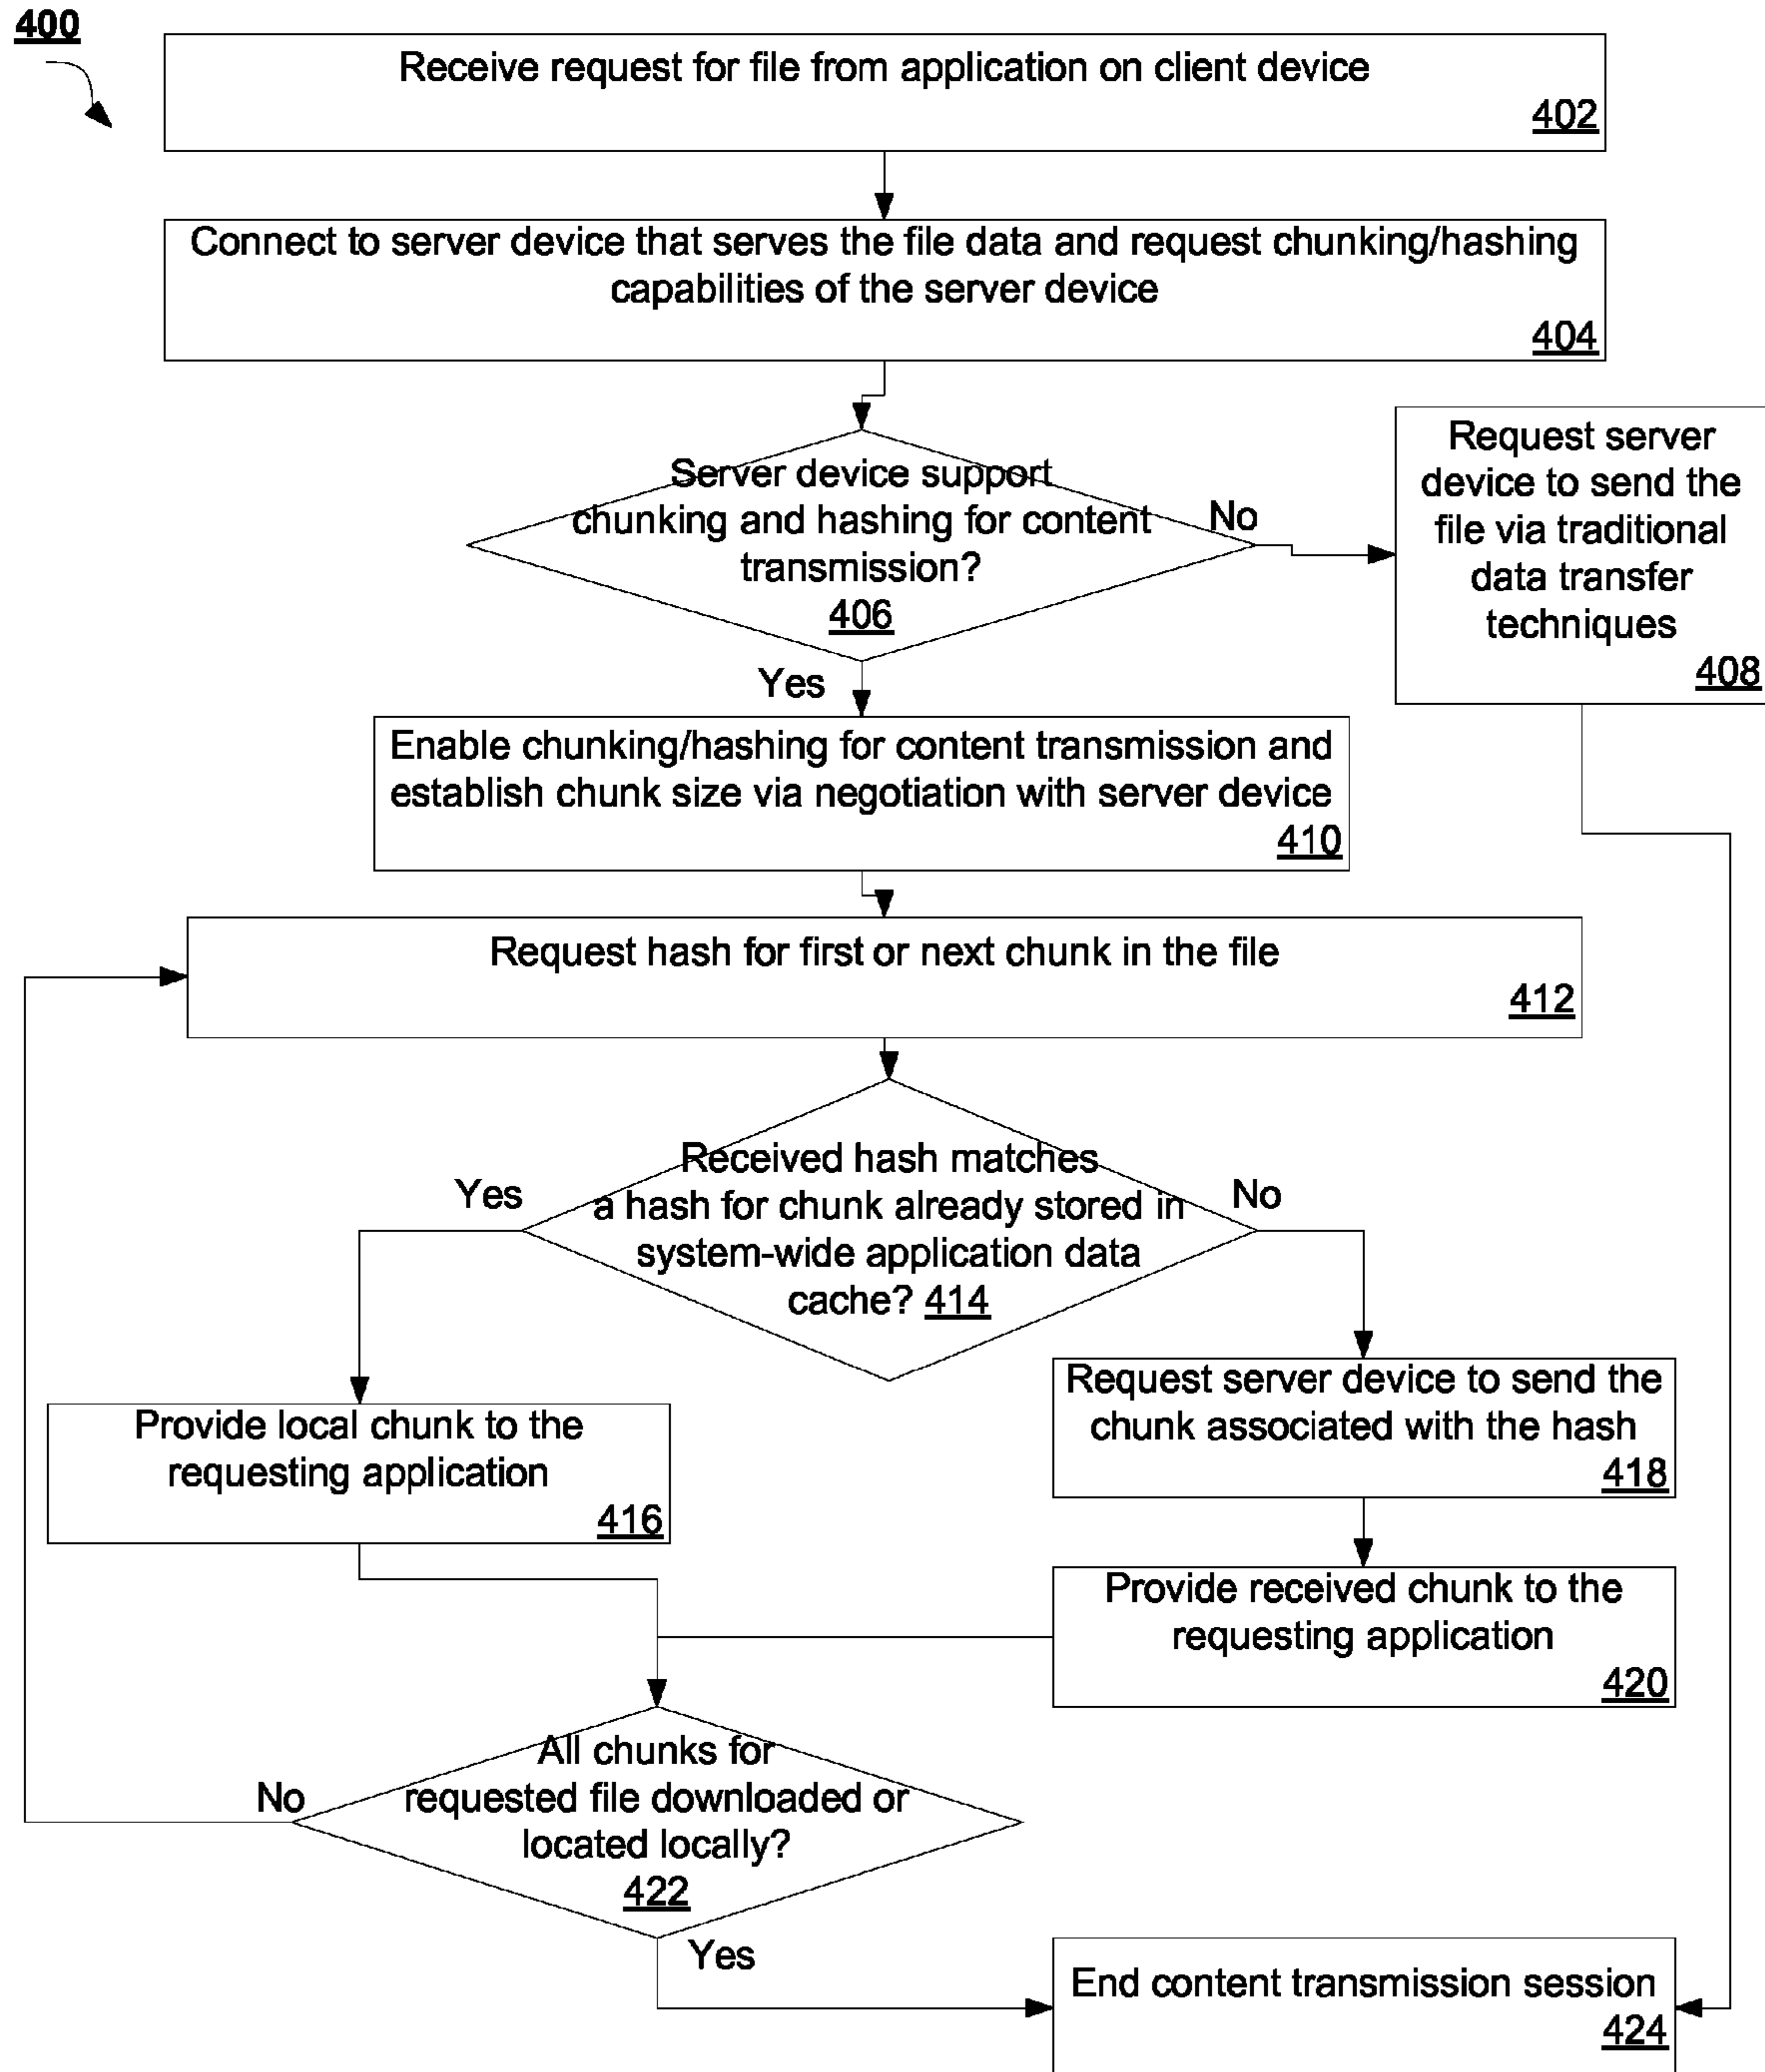 400
Receive request for file from application on client device
402
Connect to server device that serves the file data and request chunking/hashing
capabilities of the server device
404
Server device support
chunking and hashing for content
transmission?
406
No
Request server
device to send the
file via traditional
data transfer
techniques
408
Yes
Enable chunking/hashing for content transmission and
establish chunk size via negotiation with server device
410
Request hash for first or next chunk in the file
412
Received hash matches
a hash for chunk already stored in
system-wide application data
cache? 414
Yes
No
Provide local chunk to the
requesting application
416
Request server device to send the
chunk associated with the hash
418
Provide received chunk to the
requesting application
420
All chunks for
requested file downloaded or
located locally?
422
No
Yes
End content transmission session
424